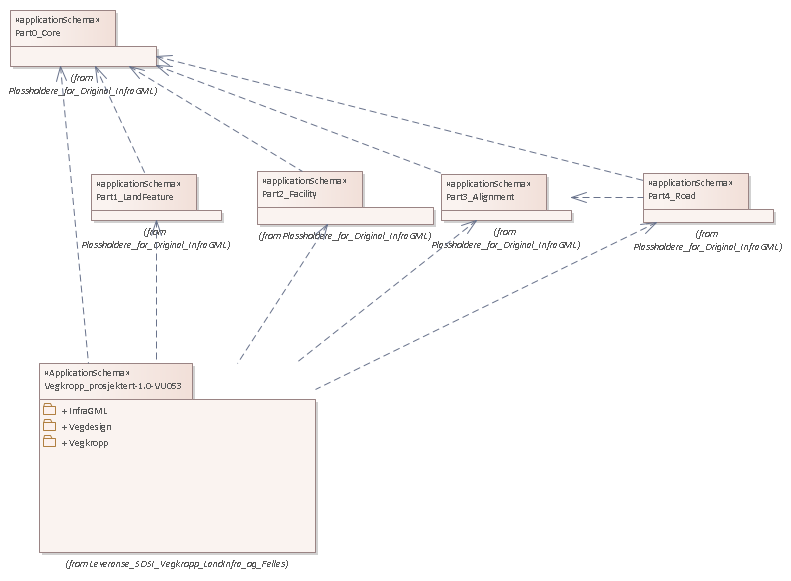 «applicationSchema»
Part0_Core
(from
Plassholdere_for_Original_InfraGML)
«applicationSchema»
Part1_LandFeature
(from
Plassholdere_for_Original_InfraGML)
«applicationSchema»
Part2_Facility
(from Plassholdere_for_Original_InfraGML)
«applicationSchema»
Part3_Alignment
(from
Plassholdere_for_Original_InfraGML)
«applicationSchema»
Part4_Road
(from
Plassholdere_for_Original_InfraGML)
«ApplicationSchema»
Vegkropp_prosjektert-1.0-VU053
+ InfraGML
+ Vegdesign
+ Vegkropp
(from Leveranse_SOSI_Vegkropp_LandInfra_og_Felles)